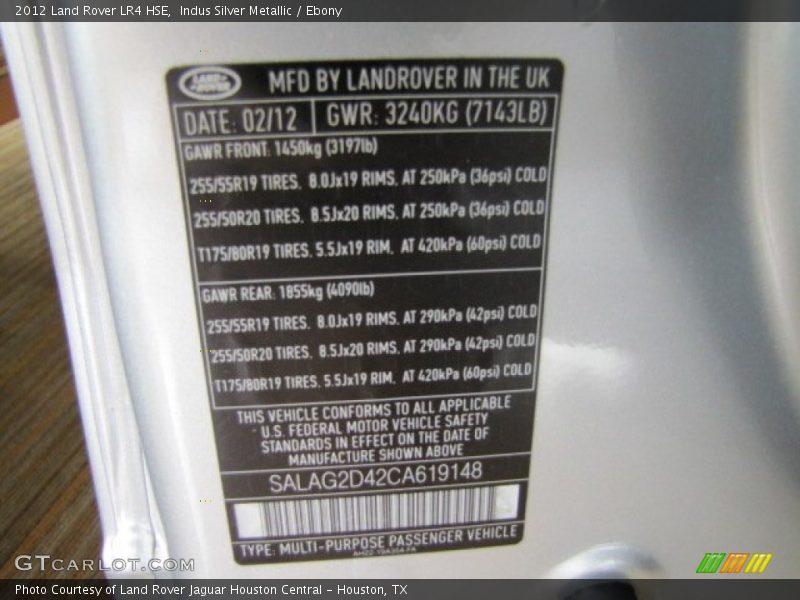 2012 Land Rover LR4 HSE, Indus Silver Metallic / Ebony
LAND ROVER MFD BY LANDROVER IN THE UK
DATE: 02/12 GWR: 3240KG (7143LB)
GAWR FRONT: 1450kg (3197lb)
255/55R19 TIRES, 8.0Jx19 RIMS, AT 250kPa (36psi) COLD
255/50R20 TIRES, 8.5Jx20 RIMS, AT 250kPa (36psi) COLD
T175/80R19 TIRES, 5.5Jx19 RIM, AT 420kPa (60psi) COLD
GAWR REAR: 1855kg (4090lb)
255/55R19 TIRES, 8.0Jx19 RIMS, AT 290kPa (42psi) COLD
255/50R20 TIRES, 8.5Jx20 RIMS, AT 290kPa (42psi) COLD
T175/80R19 TIRES, 5.5Jx19 RIM, AT 420kPa (60psi) COLD
THIS VEHICLE CONFORMS TO ALL APPLICABLE
U.S. FEDERAL MOTOR VEHICLE SAFETY
STANDARDS IN EFFECT ON THE DATE OF
MANUFACTURE SHOWN ABOVE
SALAG2D42CA619148
TYPE: MULTI-PURPOSE PASSENGER VEHICLE
GTCARLOT.COM
Photo Courtesy of Land Rover Jaguar Houston Central - Houston, TX